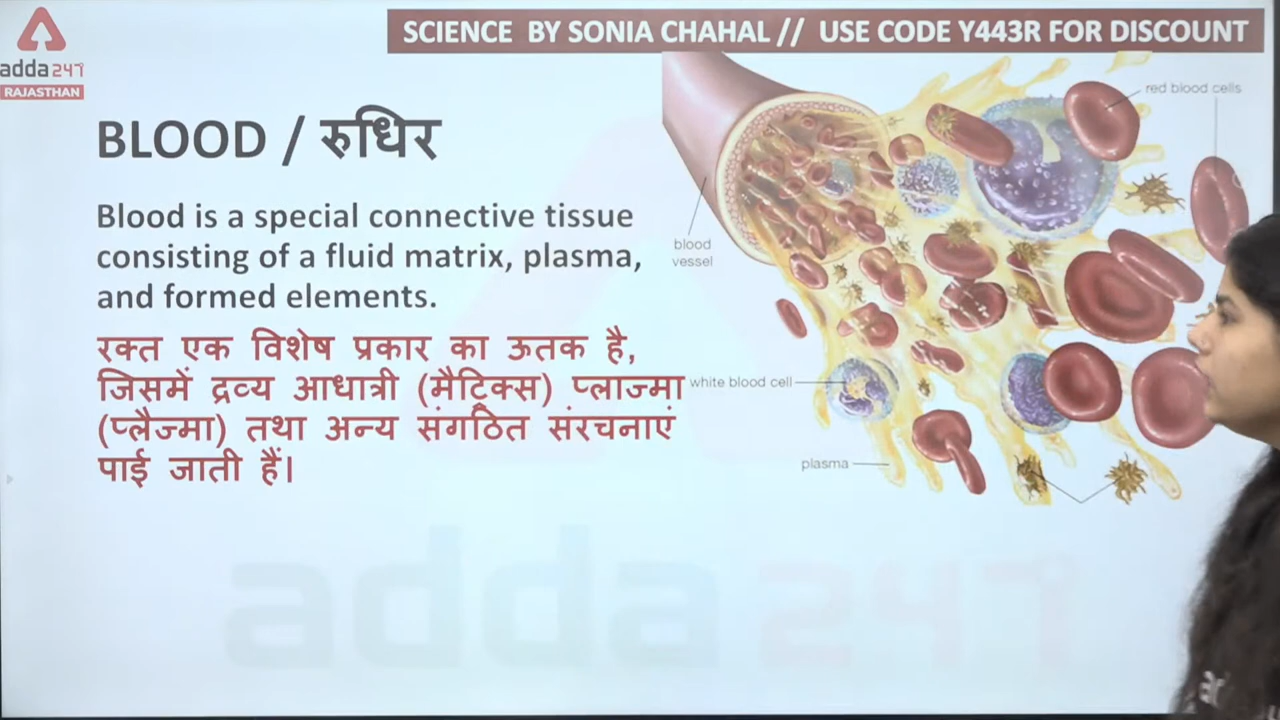 SCIENCE BY SONIA CHAHAL // USE CODE Y443R FOR DISCOUNT
adda247
RAJASTHAN
BLOOD / रुधिर
Blood is a special connective tissue
consisting of a fluid matrix, plasma,
and formed elements.
रक्त एक विशेष प्रकार का ऊतक है,
जिसमें द्रव्य आधात्री (मैट्रिक्स) प्लाज्मा
(प्लैज्मा) तथा अन्य संगठित संरचनाएं
पाई जाती हैं।
red blood cells
blood
vessel
white blood cell
plasma
adda247